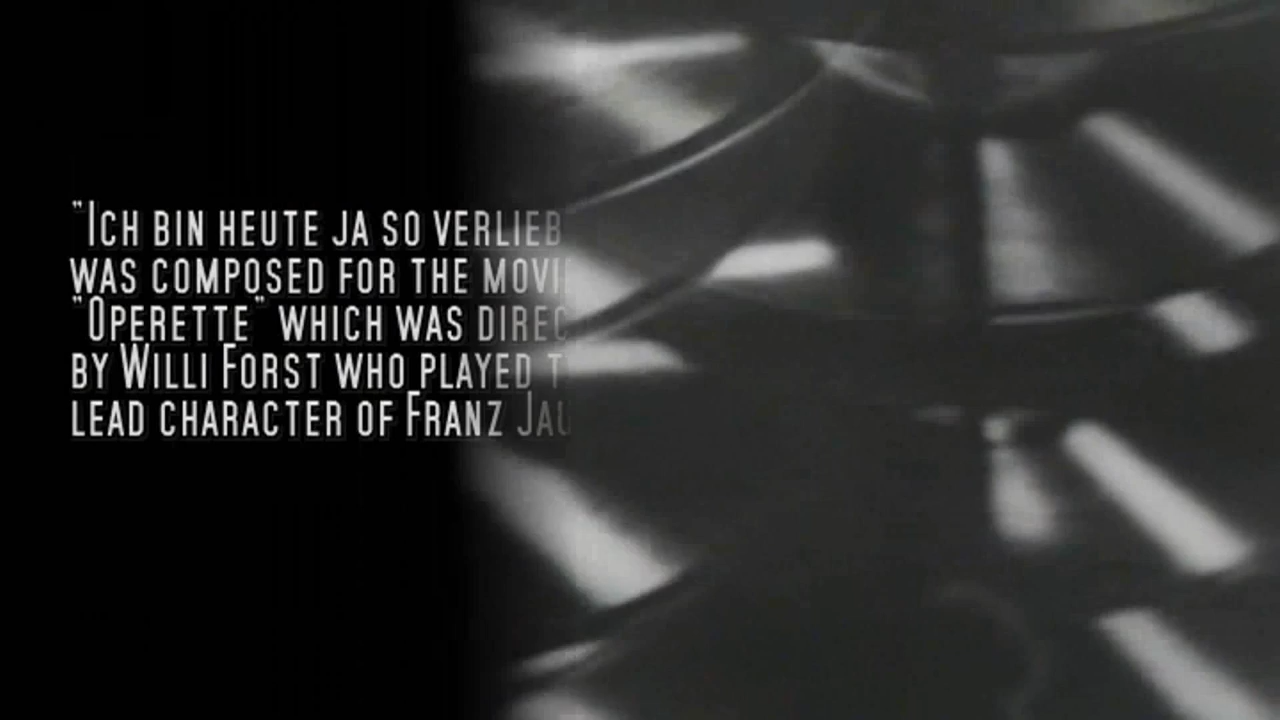 "Ich bin heute ja so verlieb
was composed for the movi
"Operette" which was direc
by Willi Forst who played t
lead character of Franz Jau